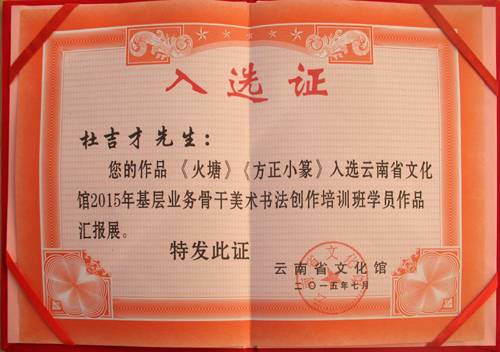 入选证
杜吉才先生：
您的作品《火塘》《方正小篆》入选云南省文化
馆2015年基层业务骨干美术书法创作培训班学员作品
汇报展。
特发此证
云南省文化馆
二〇一五年七月